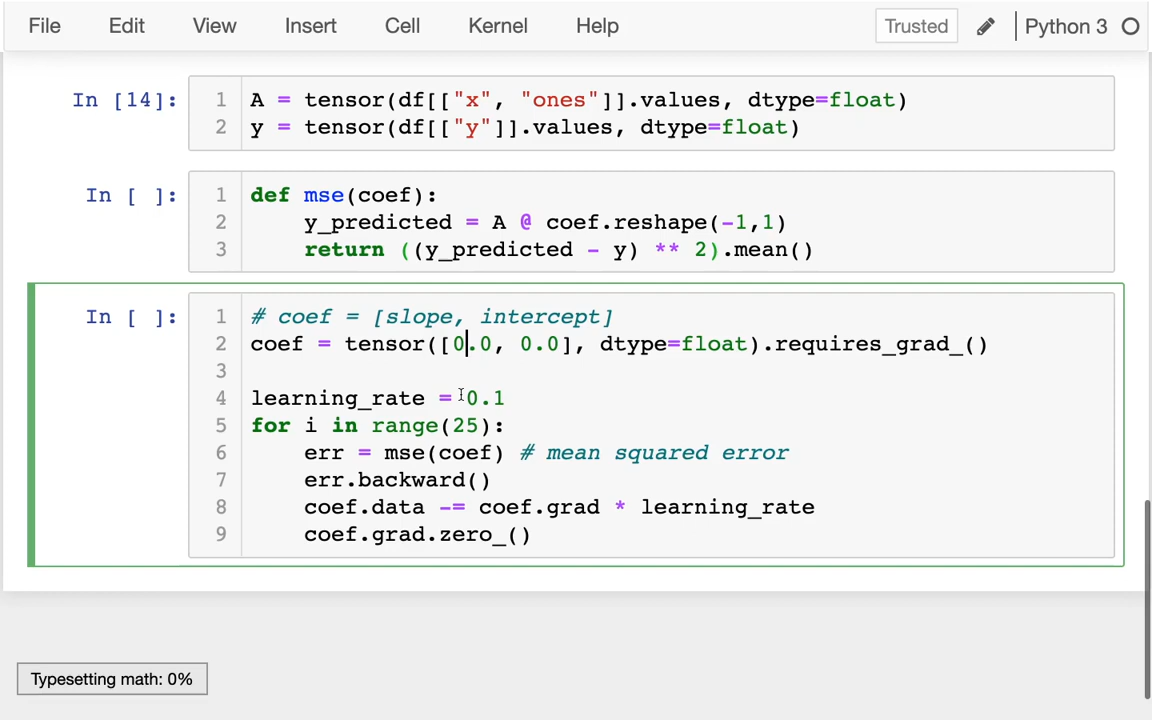 File Edit View Insert Cell Kernel Help Trusted Python 3
In [14]:
1 A = tensor(df[["x", "ones"]].values, dtype=float)
2 y = tensor(df[["y"]].values, dtype=float)
In [ ]:
1 def mse(coef):
2     y_predicted = A @ coef.reshape(-1,1)
3     return ((y_predicted - y) ** 2).mean()
In [ ]:
1 # coef = [slope, intercept]
2 coef = tensor([0.0, 0.0], dtype=float).requires_grad_()
3
4 learning_rate = 0.1
5 for i in range(25):
6     err = mse(coef) # mean squared error
7     err.backward()
8     coef.data -= coef.grad * learning_rate
9     coef.grad.zero_()
Typesetting math: 0%